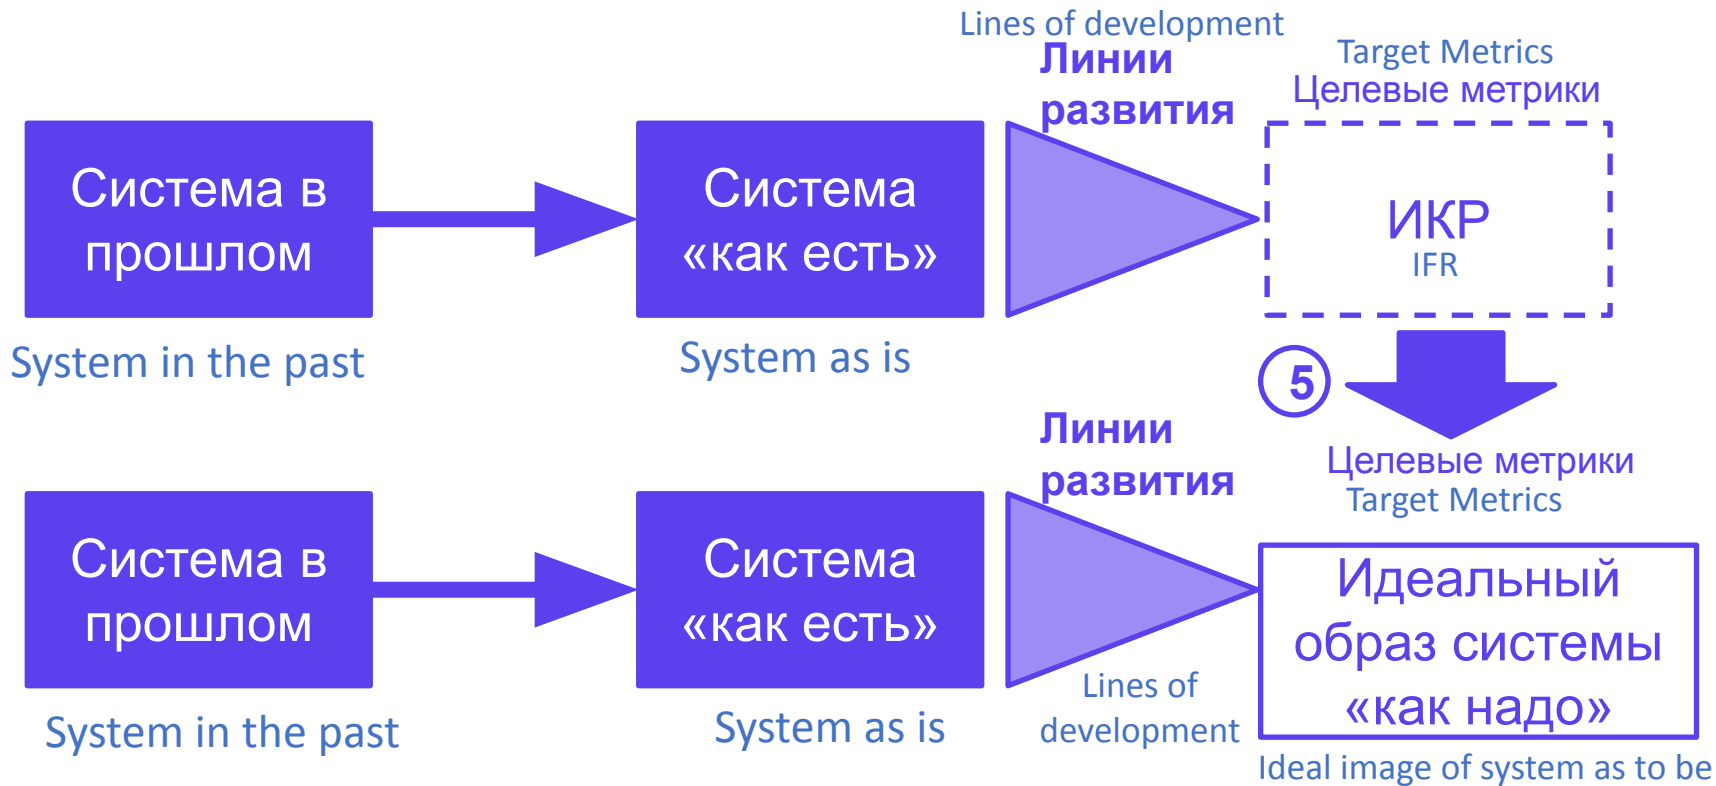 Lines of development
Линии
развития
Target Metrics
Целевые метрики
Система в
прошлом
Система
«как есть»
ИКР
IFR
System in the past
System as is
5
Линии
развития
Целевые метрики
Target Metrics
Система в
прошлом
Система
«как есть»
Идеальный
образ системы
«как надо»
System in the past
System as is
Lines of
development
Ideal image of system as to be